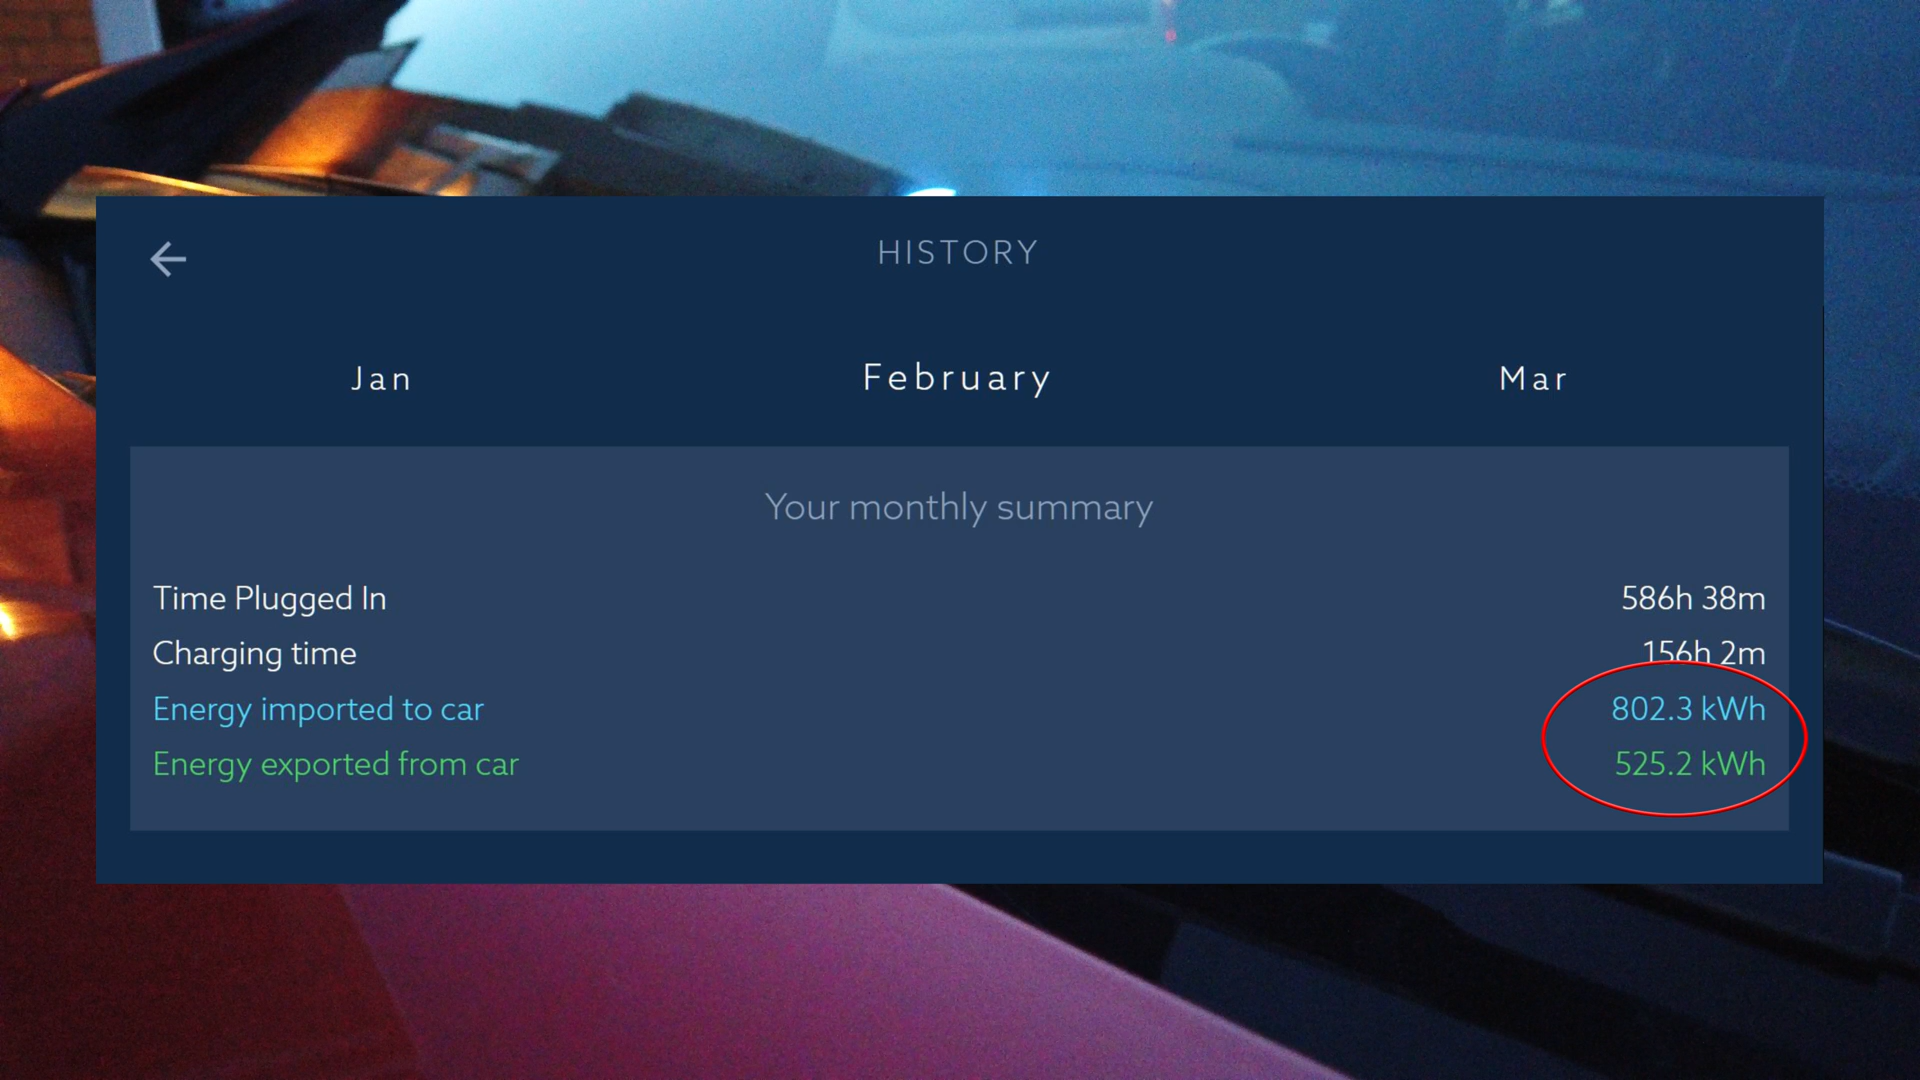 HISTORY
Jan February Mar
Your monthly summary
Time Plugged In 586h 38m
Charging time 156h 2m
Energy imported to car 802.3 kWh
Energy exported from car 525.2 kWh